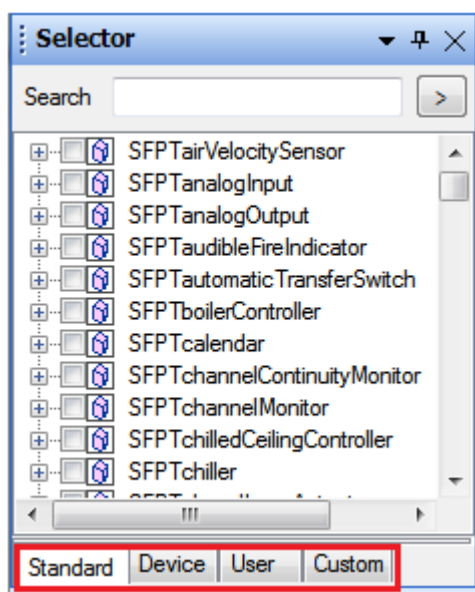 Selector
Search
>
SFPTairVelocitySensor
SFPTanalogInput
SFPTanalogOutput
SFPTaudibleFireIndicator
SFPTautomaticTransferSwitch
SFPTboilerController
SFPTcalendar
SFPTchannelContinuityMonitor
SFPTchannelMonitor
SFPTchilledCeilingController
SFPTchiller
Standard Device User Custom